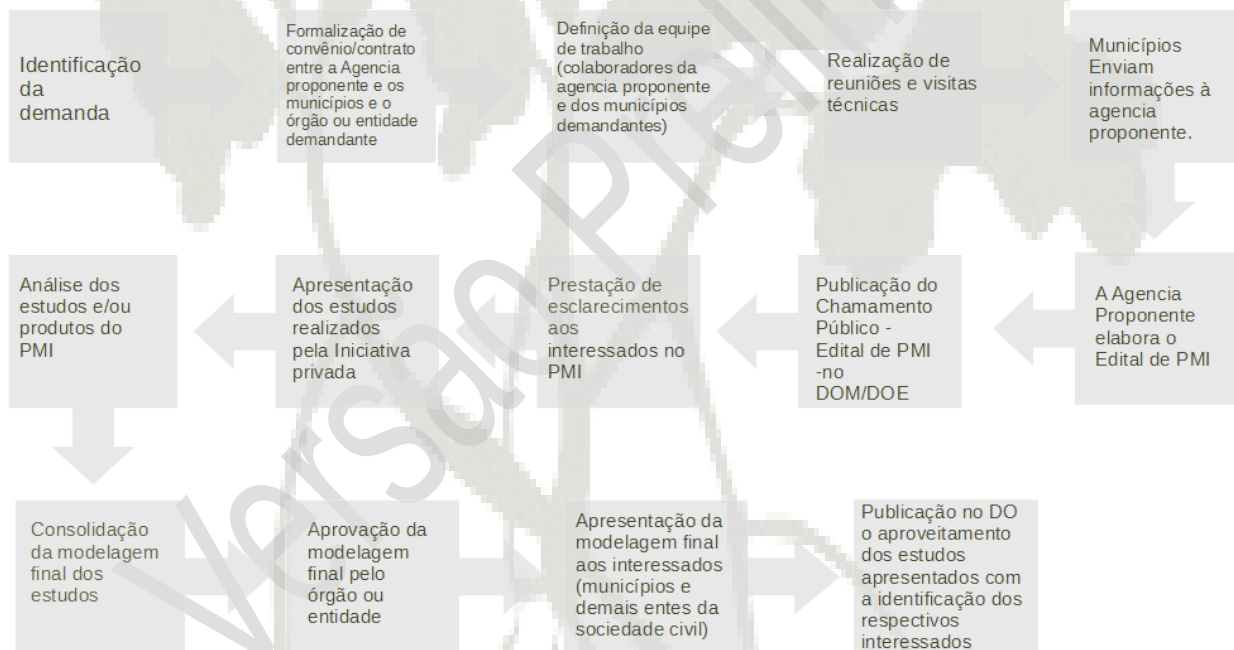 Identificação
da
demanda
Formalização de
convênio/contrato
entre a Agencia
proponente e os
municípios e o
órgão ou entidade
demandante
Definição da equipe
de trabalho
(colaboradores da
agencia proponente
e dos municípios
demandantes)
Realização de
reuniões e visitas
técnicas
Municípios
Enviam
informações à
agencia
proponente.
A Agencia
Proponente
elabora o
Edital de PMI
Publicação do
Chamamento
Público -
Edital de PMI
-no
DOM/DOE
Prestação de
esclarecimentos
aos
interessados no
PMI
Apresentação
dos estudos
realizados
pela Iniciativa
privada
Análise dos
estudos e/ou
produtos do
PMI
Consolidação
da modelagem
final dos
estudos
Aprovação da
modelagem
final pelo
órgão ou
entidade
Apresentação da
modelagem final
aos interessados
(municípios e
demais entes da
sociedade civil)
Publicação no DO
o aproveitamento
dos estudos
apresentados com
a identificação dos
respectivos
interessados
Versão Prelim